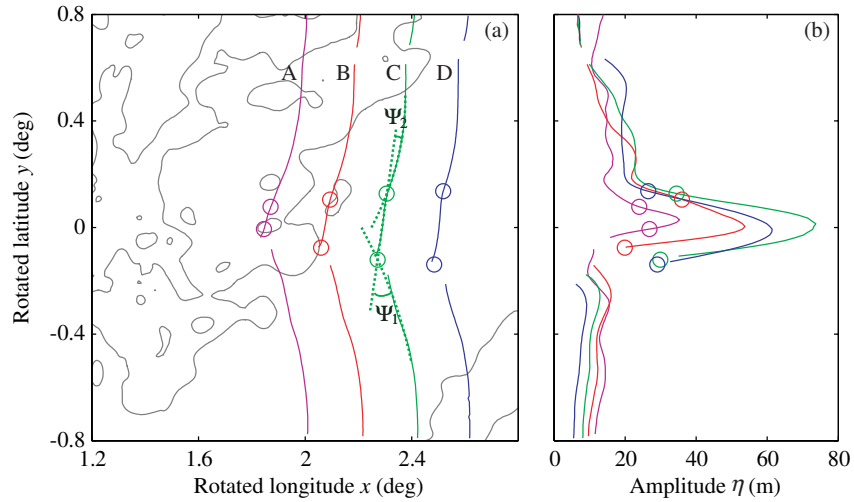 0.8
0.4
0
-0.4
-0.8
Rotated latitude y (deg)
(a)
A B C D
Ψ2
Ψ1
1.2 1.6 2 2.4
Rotated longitude x (deg)
(b)
0 20 40 60 80
Amplitude η (m)